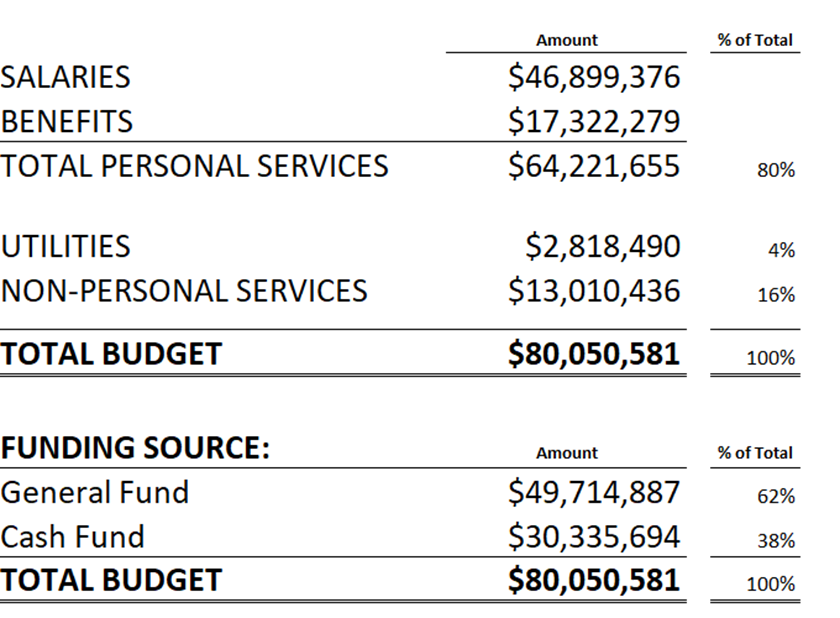 Amount % of Total
SALARIES $46,899,376
BENEFITS $17,322,279
TOTAL PERSONAL SERVICES $64,221,655 80%
UTILITIES $2,818,490 4%
NON-PERSONAL SERVICES $13,010,436 16%
TOTAL BUDGET $80,050,581 100%
FUNDING SOURCE: Amount % of Total
General Fund $49,714,887 62%
Cash Fund $30,335,694 38%
TOTAL BUDGET $80,050,581 100%